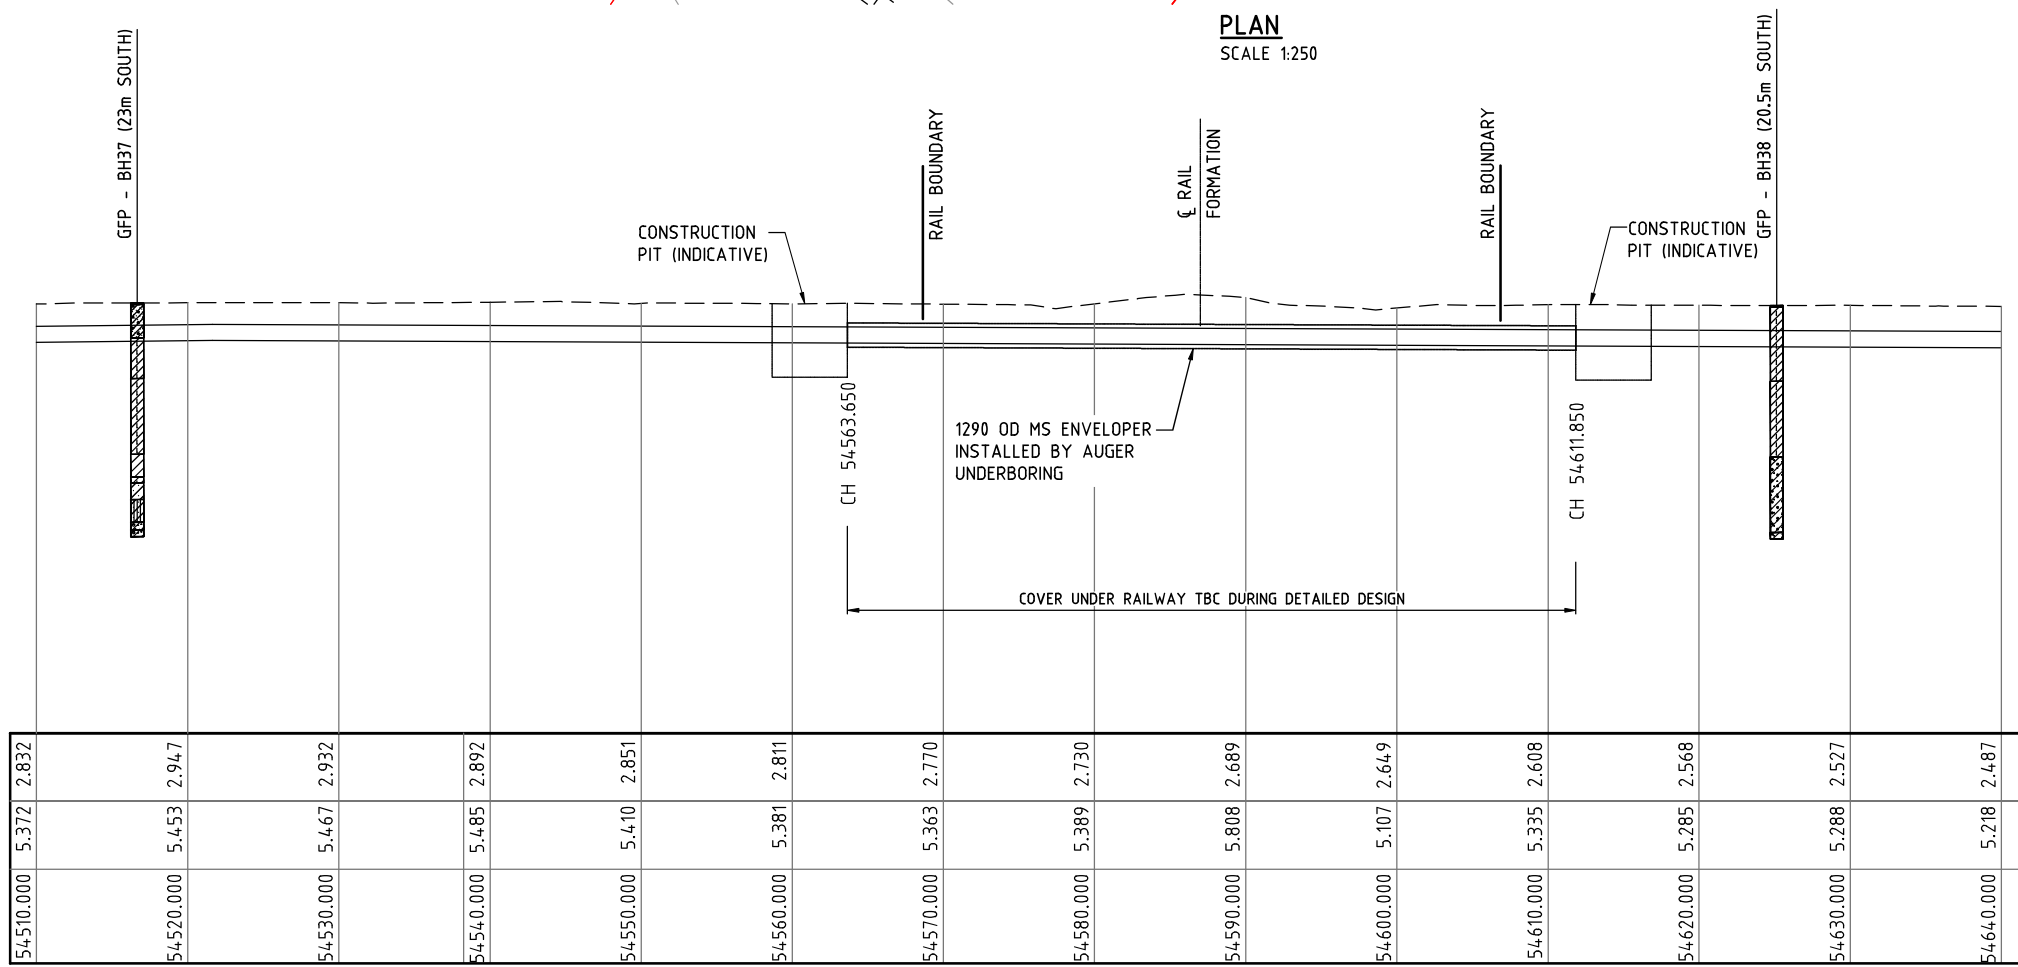 PLAN
SCALE 1:250
GFP - BH37 (23m SOUTH)
RAIL BOUNDARY
℄ RAIL
FORMATION
RAIL BOUNDARY
GFP - BH38 (20.5m SOUTH)
CONSTRUCTION
PIT (INDICATIVE)
CONSTRUCTION
PIT (INDICATIVE)
CH 54563.650
1290 OD MS ENVELOPER
INSTALLED BY AUGER
UNDERBORING
CH 54611.850
COVER UNDER RAILWAY TBC DURING DETAILED DESIGN
2.832 2.947 2.932 2.892 2.851 2.811 2.770 2.730 2.689 2.649 2.608 2.568 2.527 2.487
5.372 5.453 5.467 5.485 5.410 5.381 5.363 5.389 5.808 5.107 5.335 5.285 5.288 5.218
54510.000 54520.000 54530.000 54540.000 54550.000 54560.000 54570.000 54580.000 54590.000 54600.000 54610.000 54620.000 54630.000 54640.000